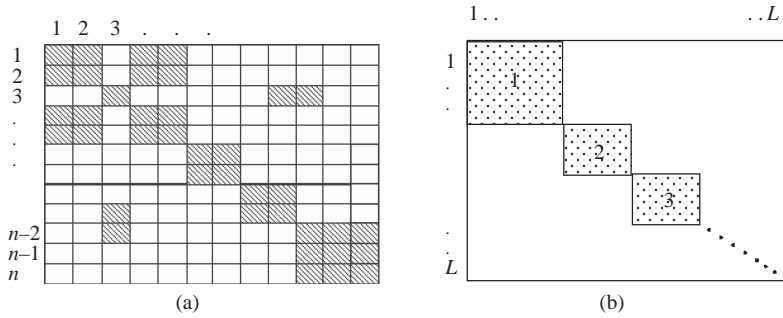 1 2 3 . . .
1
2
3
.
.
.
n–2
n–1
n
(a)
1 . . . . L
1
.
.
1
2
3
.
.
L
(b)